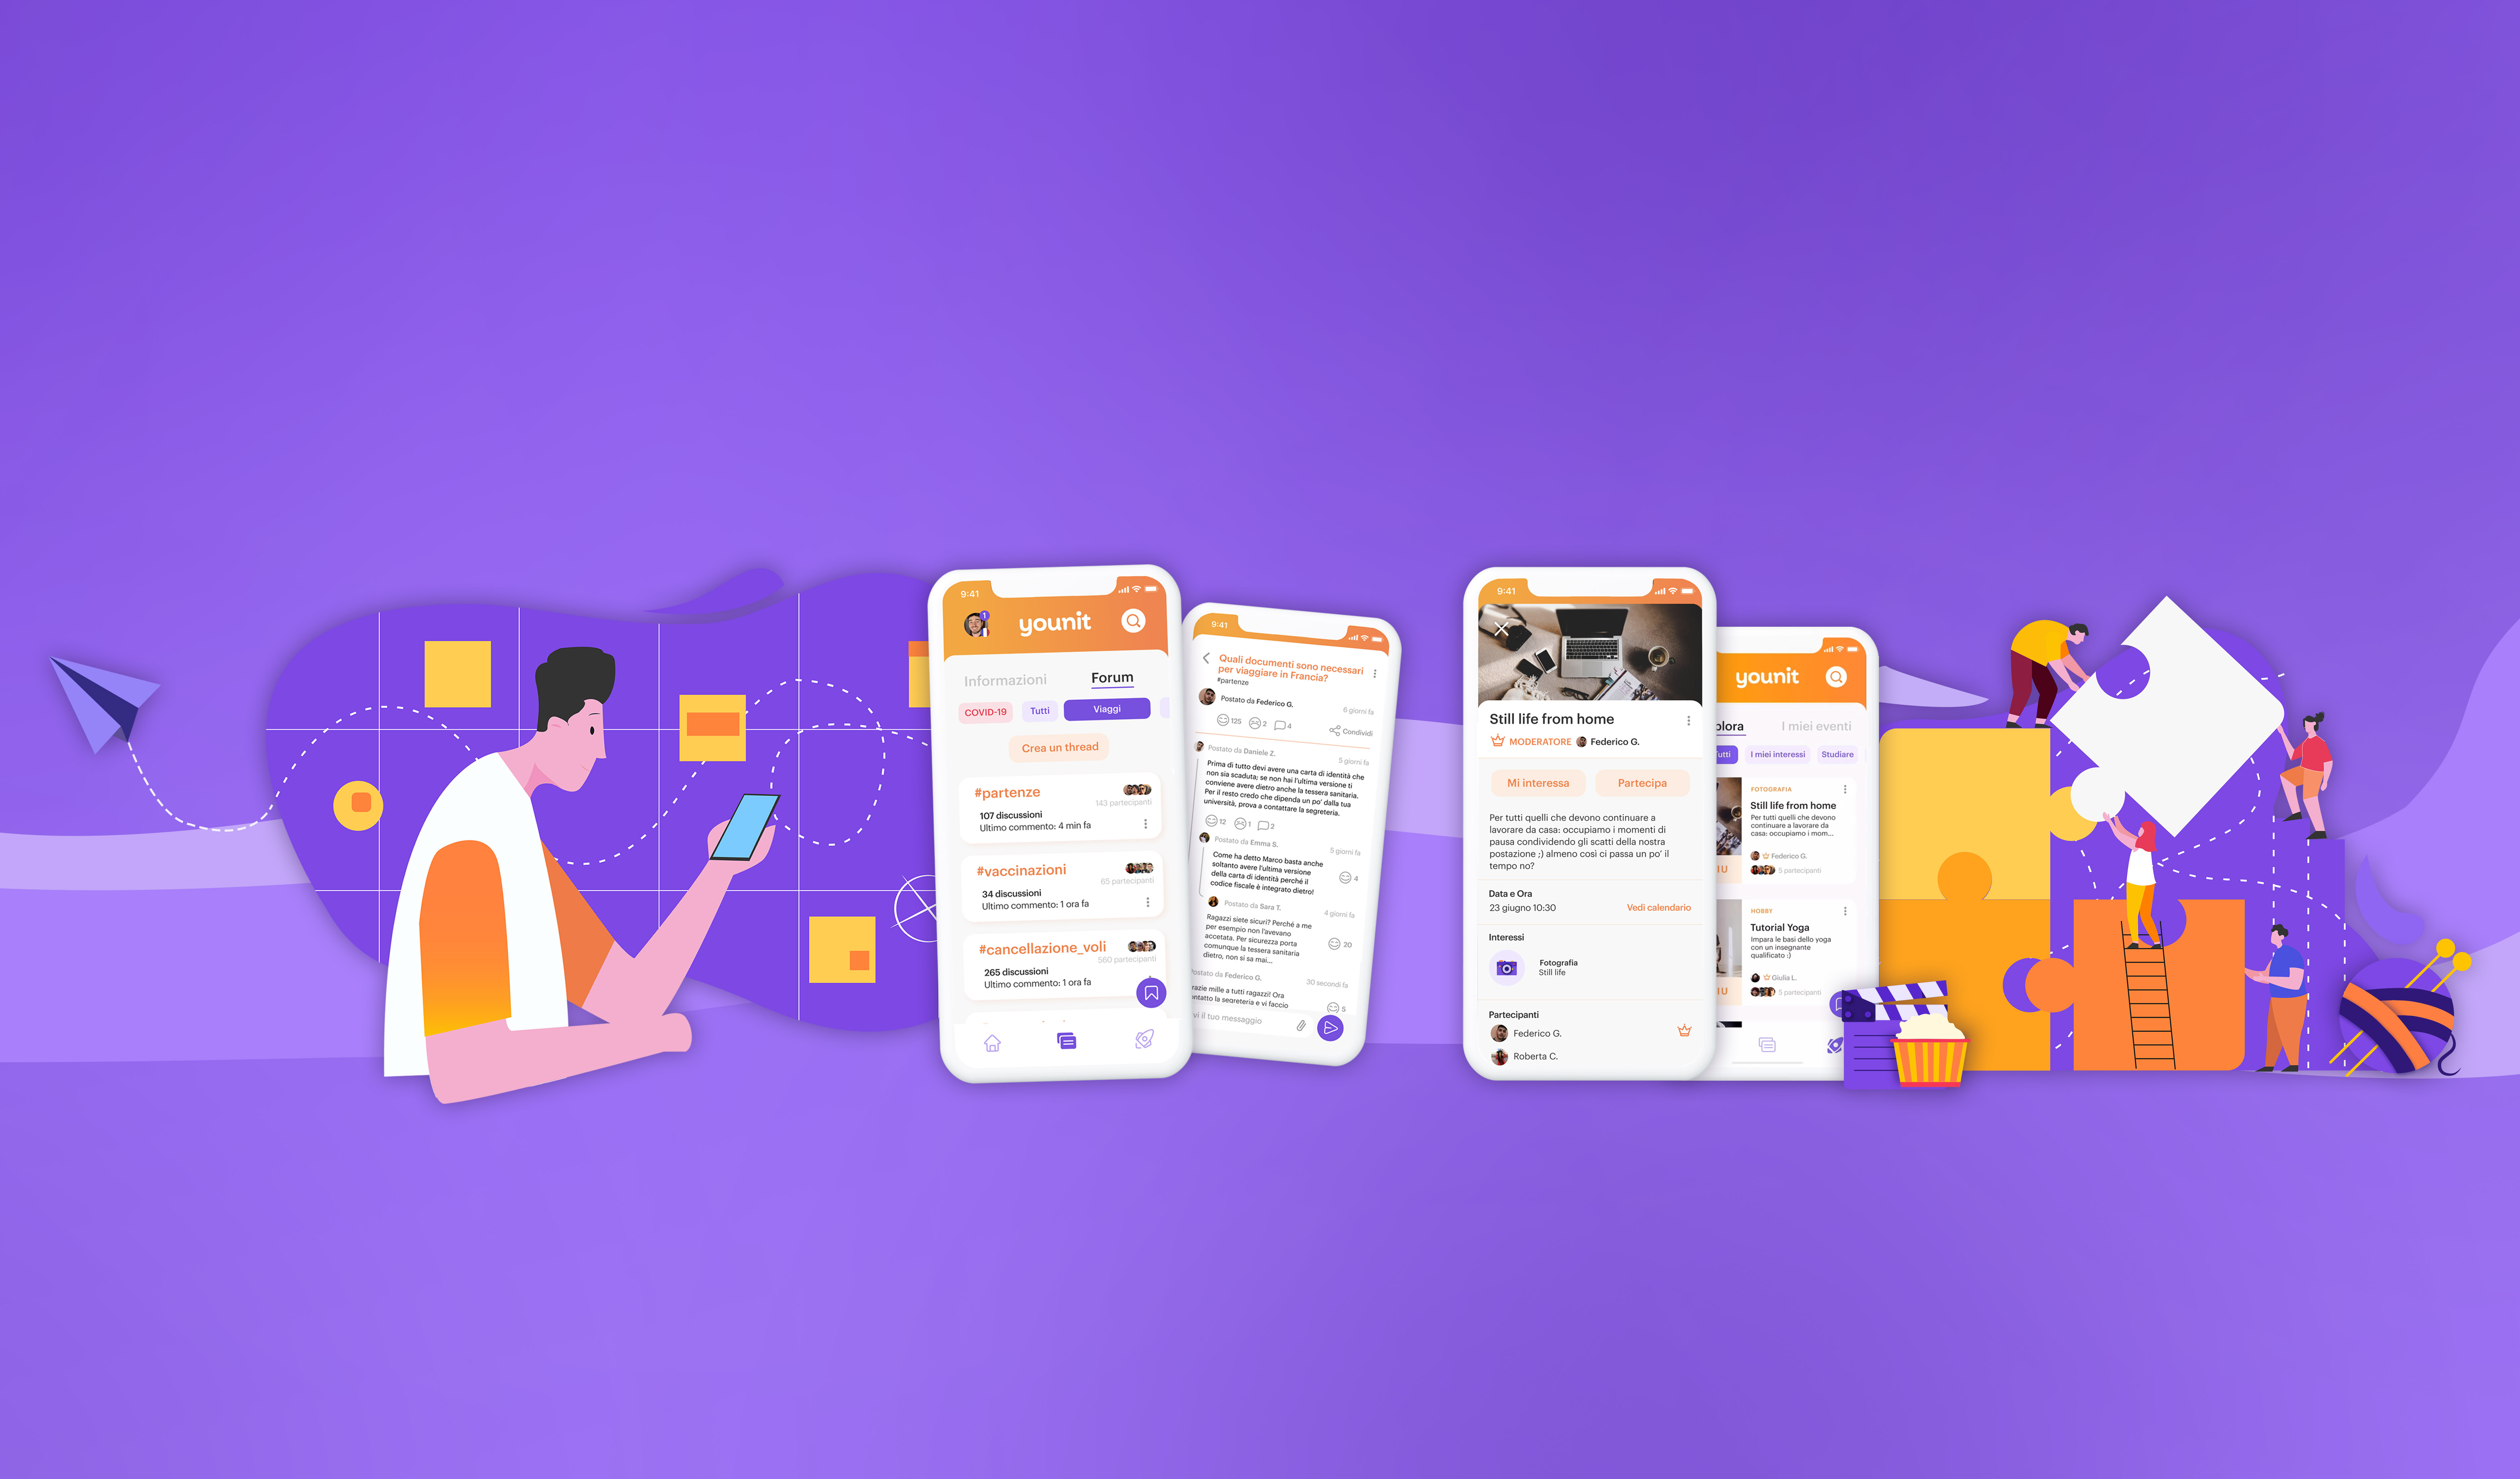 9:41
1
younit
Informazioni
Forum
COVID-19
Tutti
Viaggi
Crea un thread
#partenze
143 partecipanti
107 discussioni
Ultimo commento: 4 min fa
#vaccinazioni
65 partecipanti
34 discussioni
Ultimo commento: 1 ora fa
#cancellazione_voli
560 partecipanti
265 discussioni
Ultimo commento: 1 ora fa
9:41
Quali documenti sono necessari
per viaggiare in Francia?
#partenze
Postato da Federico G.
6 giorni fa
125
2
4
Condividi
Postato da Daniele Z.
5 giorni fa
Prima di tutto devi avere una carta di identità che
non sia scaduta; se non hai l'ultima versione ti
conviene avere dietro anche la tessera sanitaria.
Per il resto credo che dipenda un po' dalla tua
università, prova a contattare la segreteria.
12
1
2
Postato da Emma S.
5 giorni fa
Come ha detto Marco basta anche
soltanto avere l'ultima versione
della carta di identità perché il
codice fiscale è integrato dietro!
4
Postato da Sara T.
4 giorni fa
Ragazzi siete sicuri? Perché a me
per esempio non l'avevano
accetata. Per sicurezza porta
comunque la tessera sanitaria
dietro, non si sa mai...
20
ostato da Federico G.
30 secondi fa
razie mille a tutti ragazzi! Ora
ntatto la segreteria e vi faccio
5
vi il tuo messaggio
9:41
Still life from home
MODERATORE
Federico G.
Mi interessa
Partecipa
Per tutti quelli che devono continuare a
lavorare da casa: occupiamo i momenti di
pausa condividendo gli scatti della nostra
postazione ;) almeno così ci passa un po' il
tempo no?
Data e Ora
23 giugno 10:30
Vedi calendario
Interessi
Fotografia
Still life
Partecipanti
Federico G.
Roberta C.
younit
olora
I miei eventi
utti
I miei interessi
Studiare
FOTOGRAFIA
Still life from home
Per tutti quelli che devono
continuare a lavorare da
casa: occupiamo i mom...
Federico G.
5 partecipanti
IU
HOBBY
Tutorial Yoga
Impara le basi dello yoga
con un insegnante
qualificato :)
Giulia L.
5 partecipanti
IU